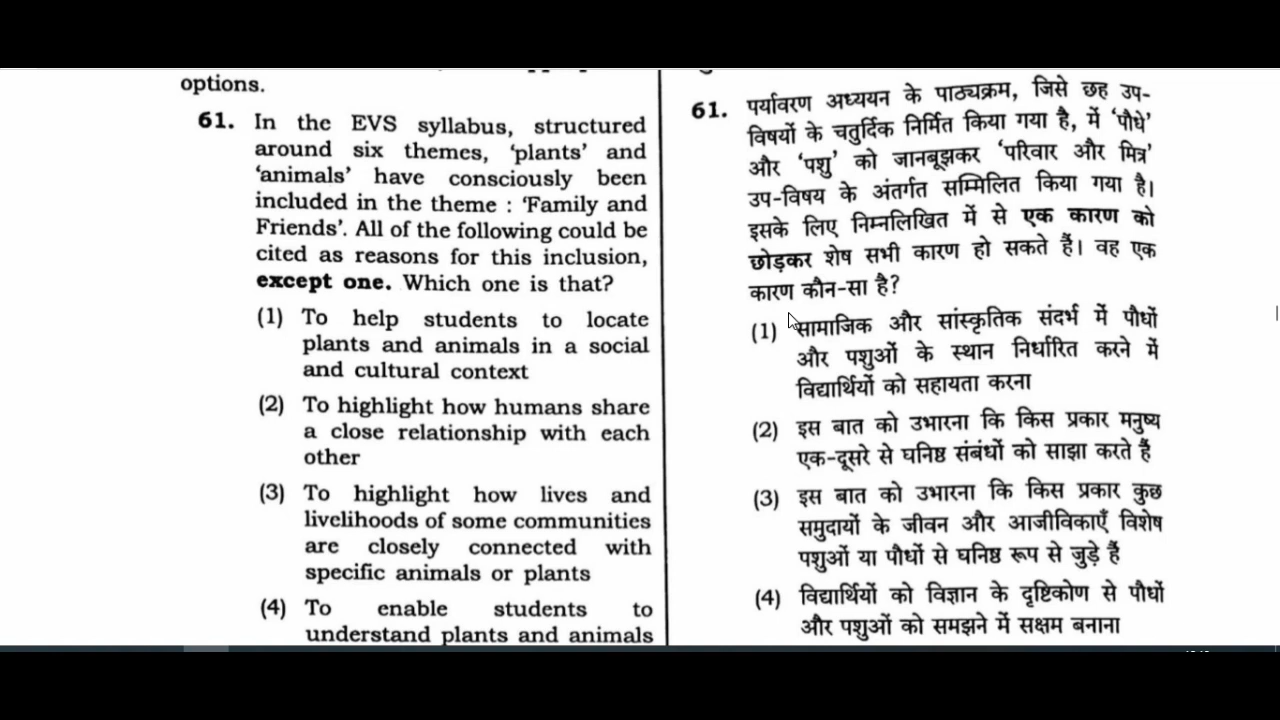 options.
61. In the EVS syllabus, structured
around six themes, ‘plants’ and
‘animals’ have consciously been
included in the theme : ‘Family and
Friends’. All of the following could be
cited as reasons for this inclusion,
except one. Which one is that?
(1) To help students to locate
plants and animals in a social
and cultural context
(2) To highlight how humans share
a close relationship with each
other
(3) To highlight how lives and
livelihoods of some communities
are closely connected with
specific animals or plants
(4) To enable students to
understand plants and animals
61. पर्यावरण अध्ययन के पाठ्यक्रम, जिसे छह उप-
विषयों के चतुर्दिक निर्मित किया गया है, में ‘पौधे’
और ‘पशु’ को जानबूझकर ‘परिवार और मित्र’
उप-विषय के अंतर्गत सम्मिलित किया गया है।
इसके लिए निम्नलिखित में से एक कारण को
छोड़कर शेष सभी कारण हो सकते हैं। वह एक
कारण कौन-सा है?
(1) सामाजिक और सांस्कृतिक संदर्भ में पौधों
और पशुओं के स्थान निर्धारित करने में
विद्यार्थियों को सहायता करना
(2) इस बात को उभारना कि किस प्रकार मनुष्य
एक-दूसरे से घनिष्ठ संबंधों को साझा करते हैं
(3) इस बात को उभारना कि किस प्रकार कुछ
समुदायों के जीवन और आजीविकाएँ विशेष
पशुओं या पौधों से घनिष्ठ रूप से जुड़े हैं
(4) विद्यार्थियों को विज्ञान के दृष्टिकोण से पौधों
और पशुओं को समझने में सक्षम बनाना